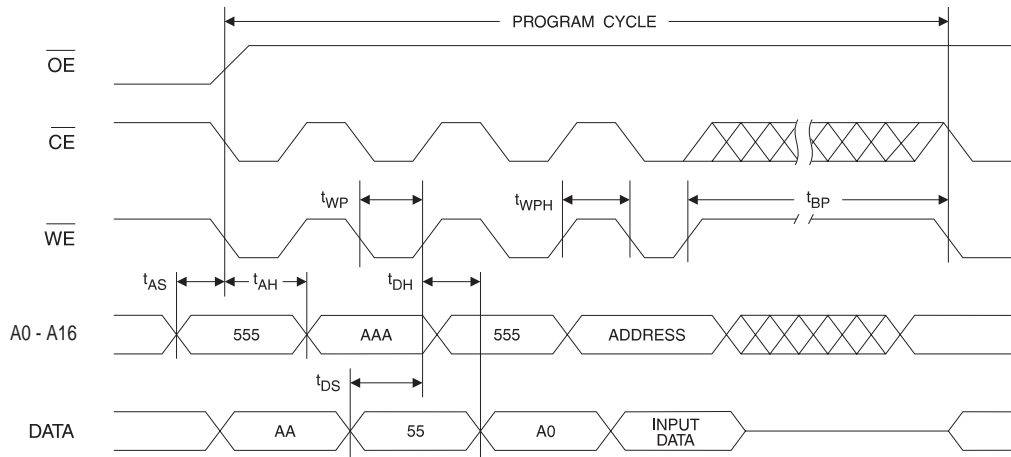 PROGRAM CYCLE
OE
CE
tWP
tWPH
tBP
WE
tAS
tAH
tDH
A0 - A16
555
AAA
555
ADDRESS
tDS
DATA
AA
55
A0
INPUT
DATA